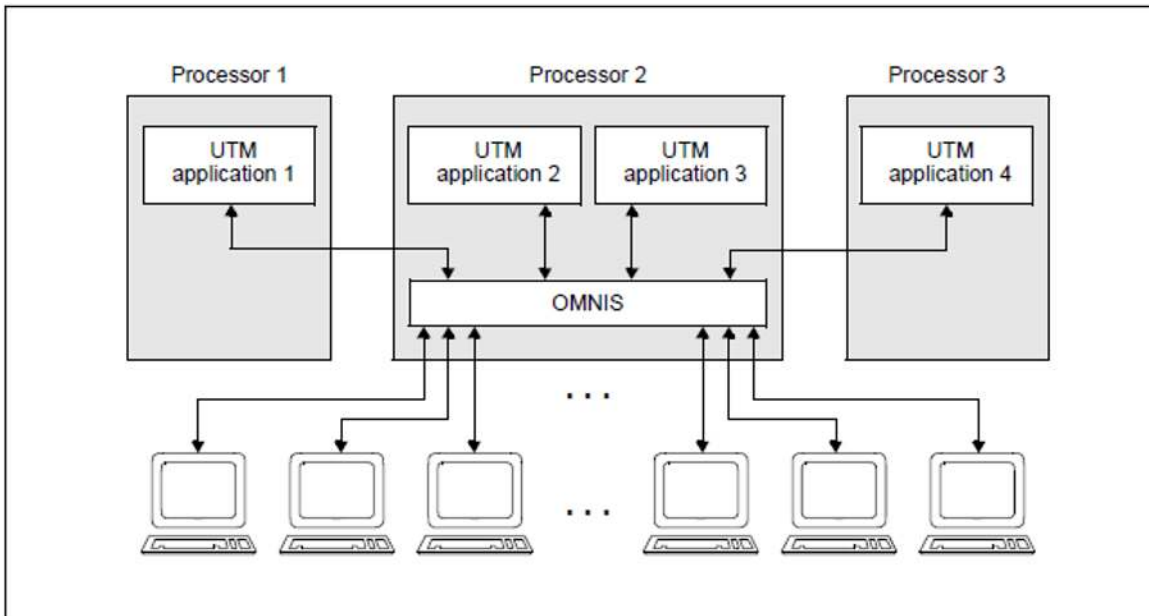 Processor 1
Processor 2
Processor 3
UTM
application 1
UTM
application 2
UTM
application 3
UTM
application 4
OMNIS
. . .
. . .